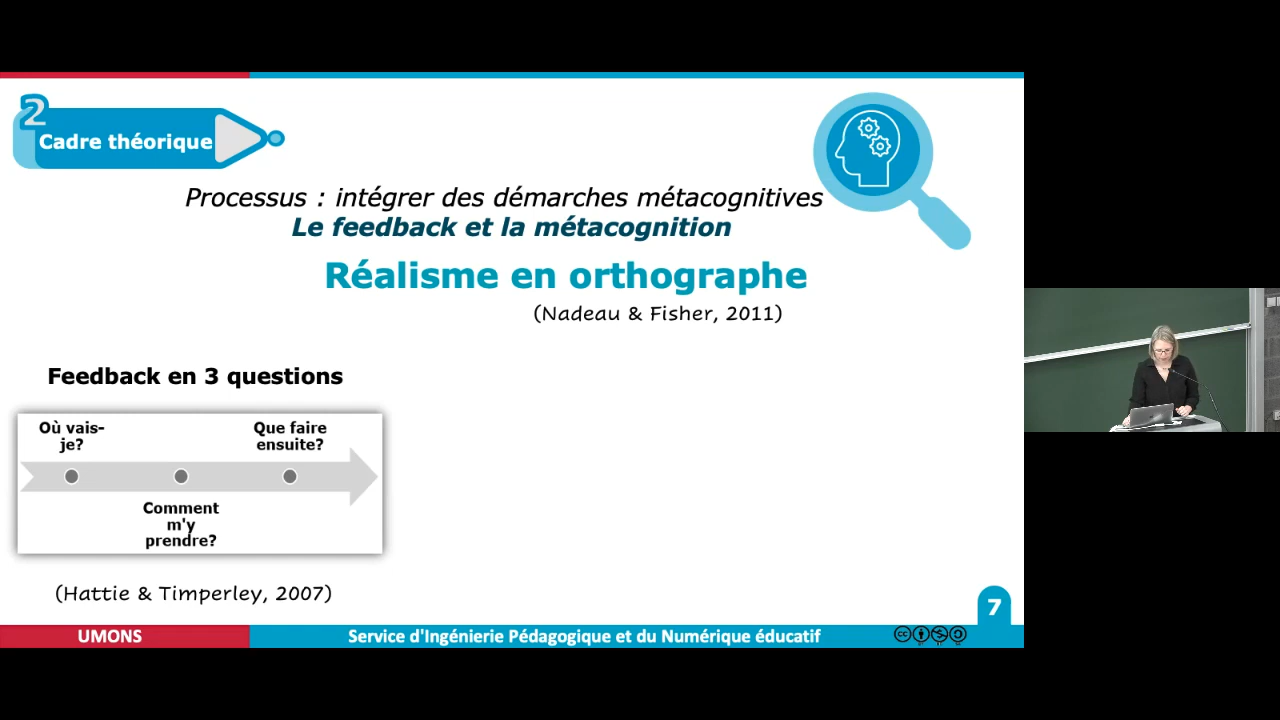 2
Cadre théorique
Processus : intégrer des démarches métacognitives
Le feedback et la métacognition
Réalisme en orthographe
(Nadeau & Fisher, 2011)
Feedback en 3 questions
Où vais-
je?
Que faire
ensuite?
Comment
m'y
prendre?
(Hattie & Timperley, 2007)
7
UMONS
Service d'Ingénierie Pédagogique et du Numérique éducatif